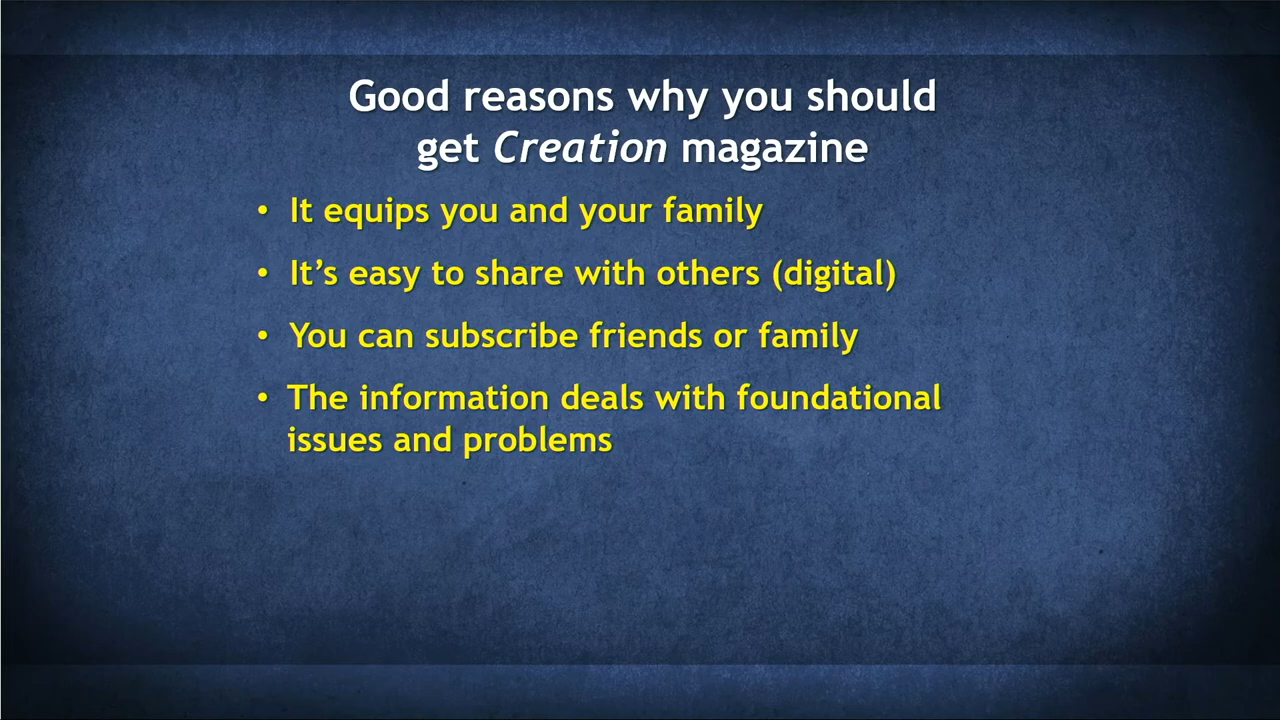 Good reasons why you should
get Creation magazine
• It equips you and your family
• It’s easy to share with others (digital)
• You can subscribe friends or family
• The information deals with foundational
issues and problems